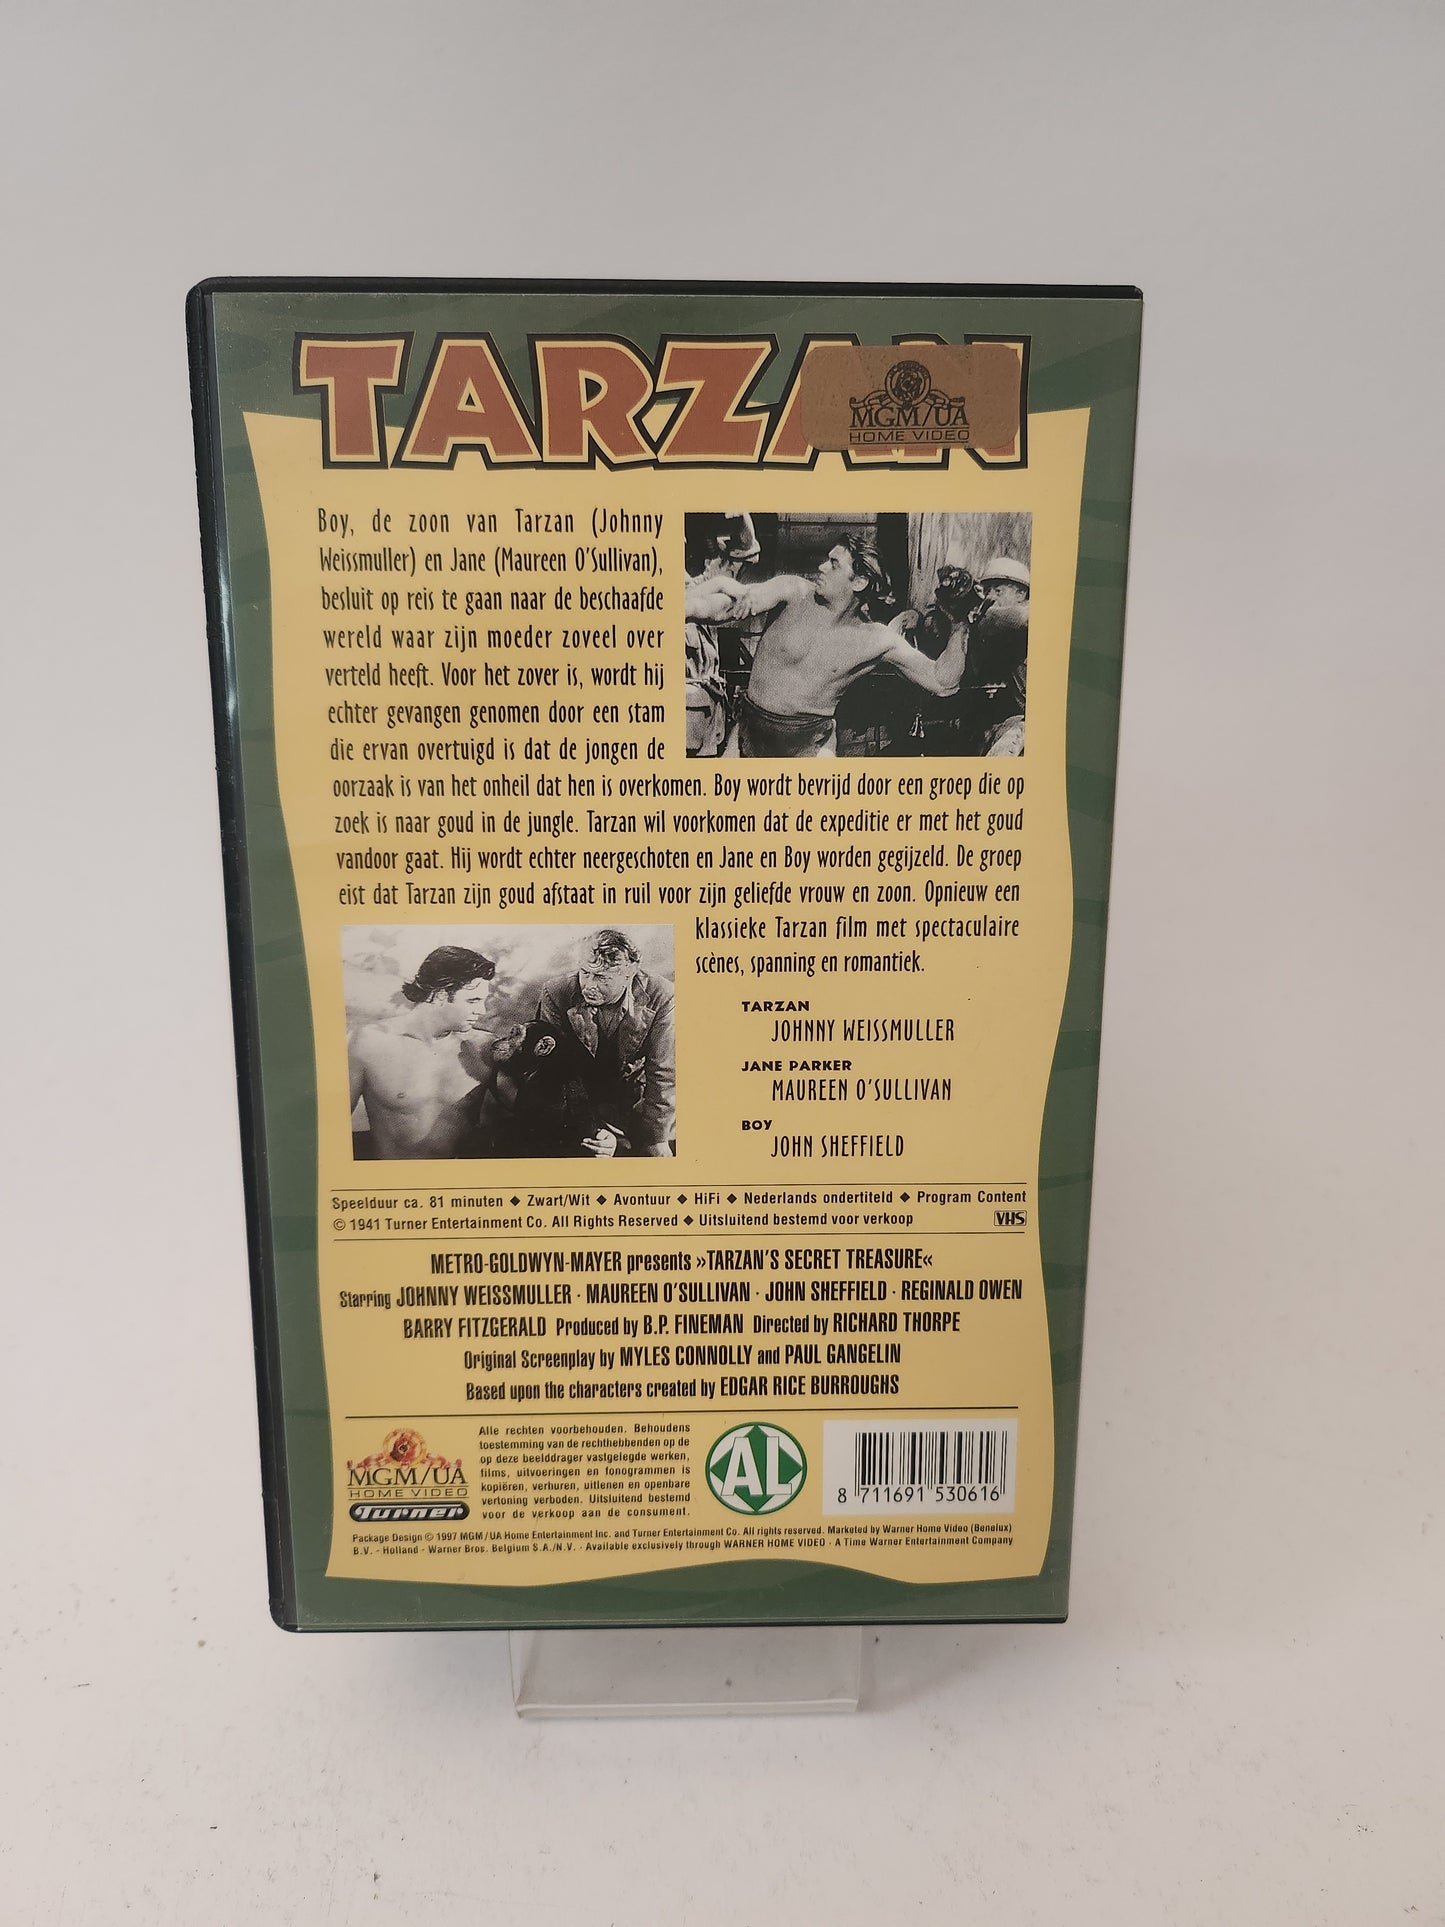 TARZAN
MGM/UA
HOME VIDEO
Boy, de zoon van Tarzan (Johnny
Weissmuller) en Jane (Maureen O'Sullivan),
besluit op reis te gaan naar de beschaafde
wereld waar zijn moeder zoveel over
verteld heeft. Voor het zover is, wordt hij
echter gevangen genomen door een stam
die ervan overtuigd is dat de jongen de
oorzaak is van het onheil dat hen is overkomen. Boy wordt bevrijd door een groep die op
zoek is naar goud in de jungle. Tarzan wil voorkomen dat de expeditie er met het goud
vandoor gaat. Hij wordt echter neergeschoten en Jane en Boy worden gegijzeld. De groep
eist dat Tarzan zijn goud afstaat in ruil voor zijn geliefde vrouw en zoon. Opnieuw een
klassieke Tarzan film met spectaculaire
scènes, spanning en romantiek.
TARZAN
JOHNNY WEISSMULLER
JANE PARKER
MAUREEN O'SULLIVAN
BOY
JOHN SHEFFIELD
Speelduur ca. 81 minuten ◆ Zwart/Wit ◆ Avontuur ◆ HiFi ◆ Nederlands ondertiteld ◆ Program Content
© 1941 Turner Entertainment Co. All Rights Reserved ◆ Uitsluitend bestemd voor verkoop VHS
METRO-GOLDWYN-MAYER presents »TARZAN'S SECRET TREASURE«
Starring JOHNNY WEISSMULLER · MAUREEN O'SULLIVAN · JOHN SHEFFIELD · REGINALD OWEN
BARRY FITZGERALD Produced by B.P. FINEMAN Directed by RICHARD THORPE
Original Screenplay by MYLES CONNOLLY and PAUL GANGELIN
Based upon the characters created by EDGAR RICE BURROUGHS
MGM/UA
HOME VIDEO
Turner
Alle rechten voorbehouden. Behoudens
toestemming van de rechthebbenden op de
op deze beelddrager vastgelegde werken,
films, uitvoeringen en fonogrammen is
kopiëren, verhuren, uitlenen en openbare
vertoning verboden. Uitsluitend bestemd
voor de verkoop aan de consument.
AL
8 711691 530616
Package Design © 1997 MGM/UA Home Entertainment Inc. and Turner Entertainment Co. All rights reserved. Marketed by Warner Home Video (Benelux)
B.V. - Holland - Warner Bros. Belgium S.A./N.V. · Available exclusively through WARNER HOME VIDEO · A Time Warner Entertainment Company